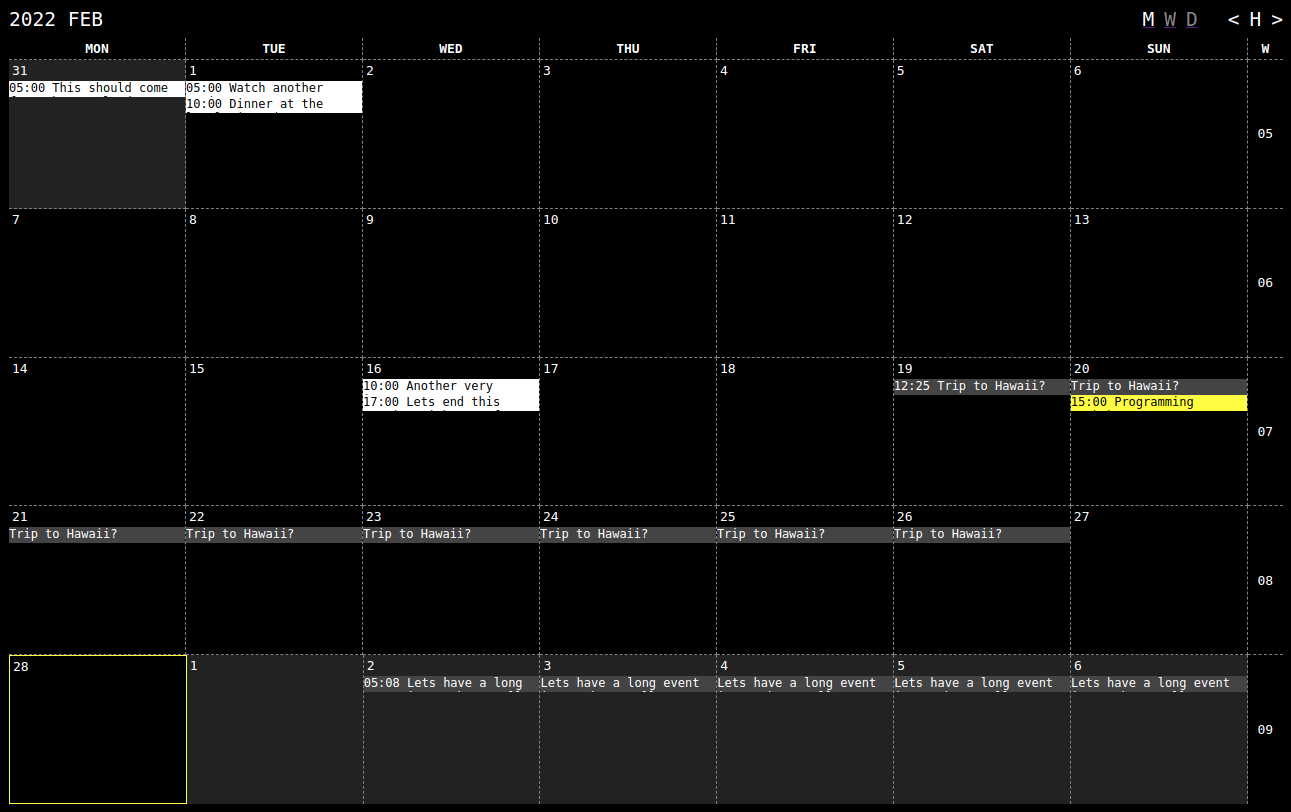 2022 FEB M W D < H >
MON TUE WED THU FRI SAT SUN W
31 1 2 3 4 5 6
05:00 This should come 05:00 Watch another
10:00 Dinner at the
05
7 8 9 10 11 12 13
06
14 15 16 17 18 19 20
10:00 Another very 12:25 Trip to Hawaii? Trip to Hawaii?
17:00 Lets end this 15:00 Programming
07
21 22 23 24 25 26 27
Trip to Hawaii? Trip to Hawaii? Trip to Hawaii? Trip to Hawaii? Trip to Hawaii? Trip to Hawaii?
08
28 1 2 3 4 5 6
05:08 Lets have a long Lets have a long event Lets have a long event Lets have a long event Lets have a long event
09